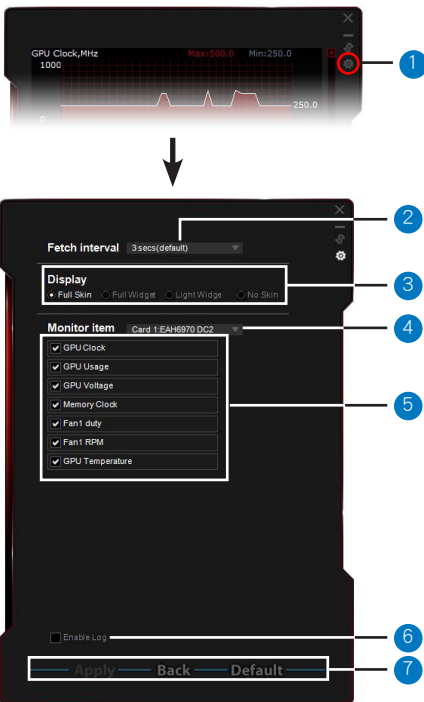 GPU Clock,MHz Max:500.0 Min:250.0
1000
250.0
0
1
Fetch interval 3 secs(default)
2
Display
Full Skin Full Widget Light Widge No Skin
3
Monitor item Card 1:EAH6970 DC2
4
GPU Clock
GPU Usage
GPU Voltage
Memory Clock
Fan1 duty
Fan1 RPM
GPU Temperature
5
Enable Log
6
Apply Back Default
7